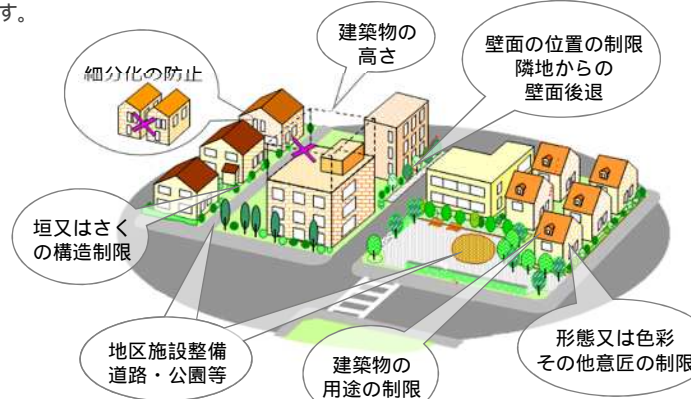 す。
建築物の
高さ
壁面の位置の制限
隣地からの
壁面後退
細分化の防止
垣又はさく
の構造制限
地区施設整備
道路・公園等
建築物の
用途の制限
形態又は色彩
その他意匠の制限